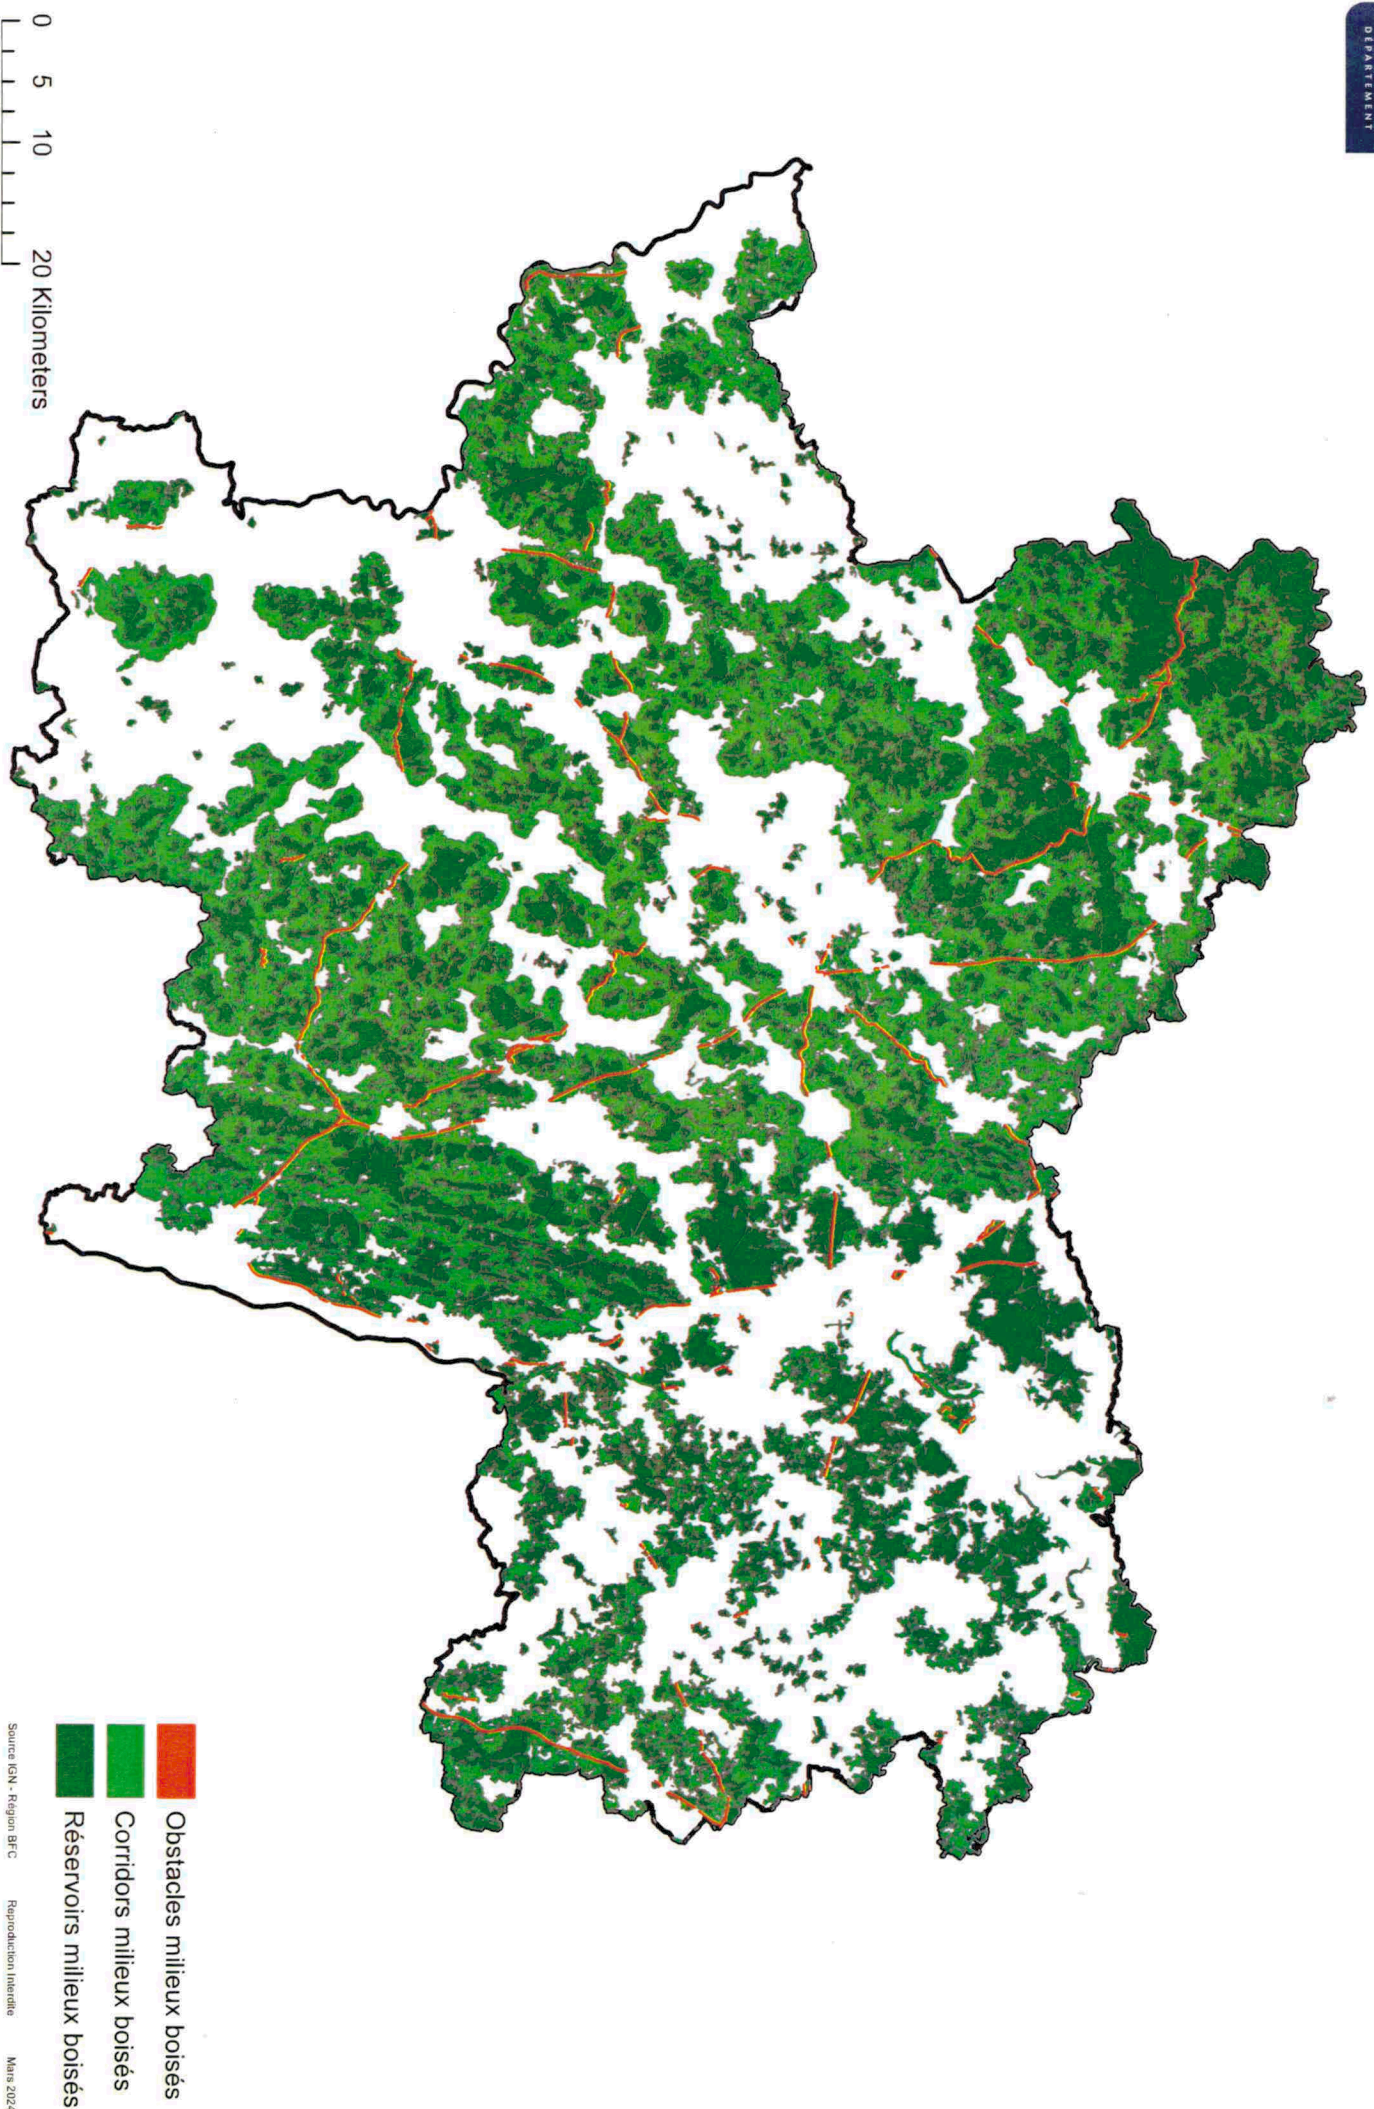 DÉPARTEMENT
0 5 10 20 Kilometers
Obstacles milieux boisés
Corridors milieux boisés
Réservoirs milieux boisés
Source IGN - Région BFC Reproduction Interdite Mars 2024